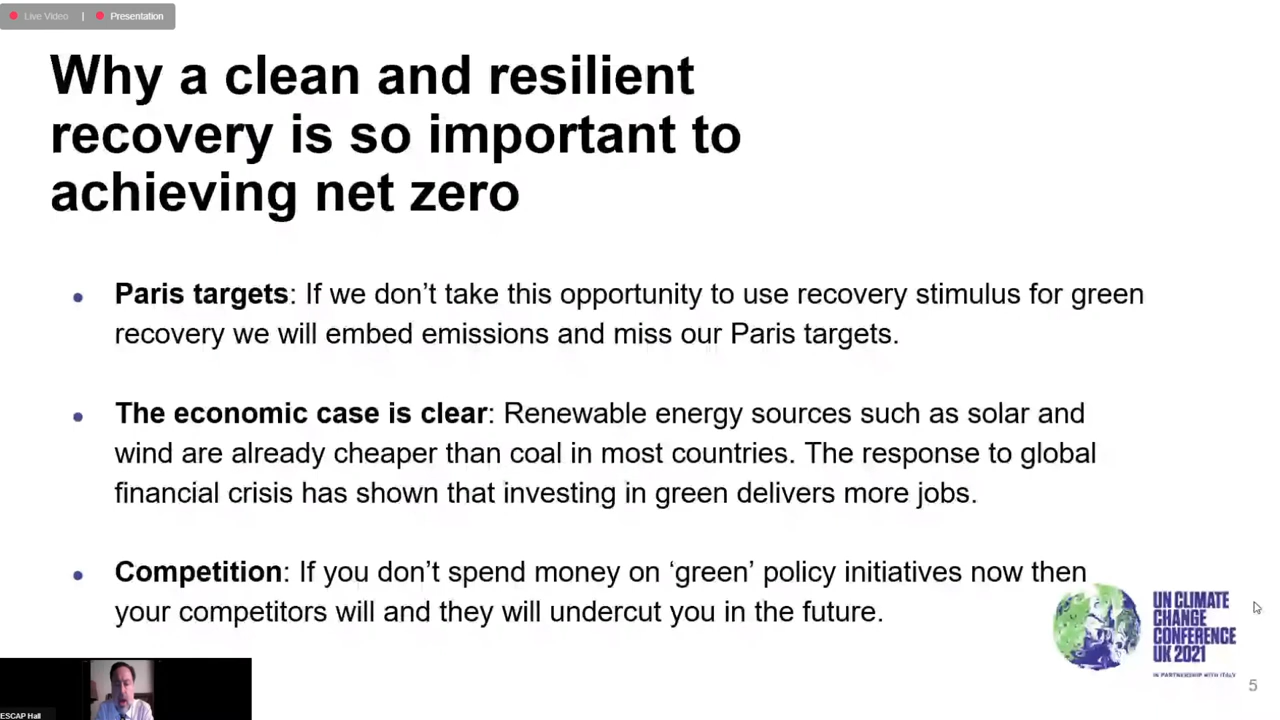 Live Video | Presentation
Why a clean and resilient
recovery is so important to
achieving net zero
• Paris targets: If we don’t take this opportunity to use recovery stimulus for green
recovery we will embed emissions and miss our Paris targets.
• The economic case is clear: Renewable energy sources such as solar and
wind are already cheaper than coal in most countries. The response to global
financial crisis has shown that investing in green delivers more jobs.
• Competition: If you don’t spend money on ‘green’ policy initiatives now then
your competitors will and they will undercut you in the future.
UN CLIMATE
CHANGE
CONFERENCE
UK 2021
IN PARTNERSHIP WITH ITALY
5
ESCAP Hall